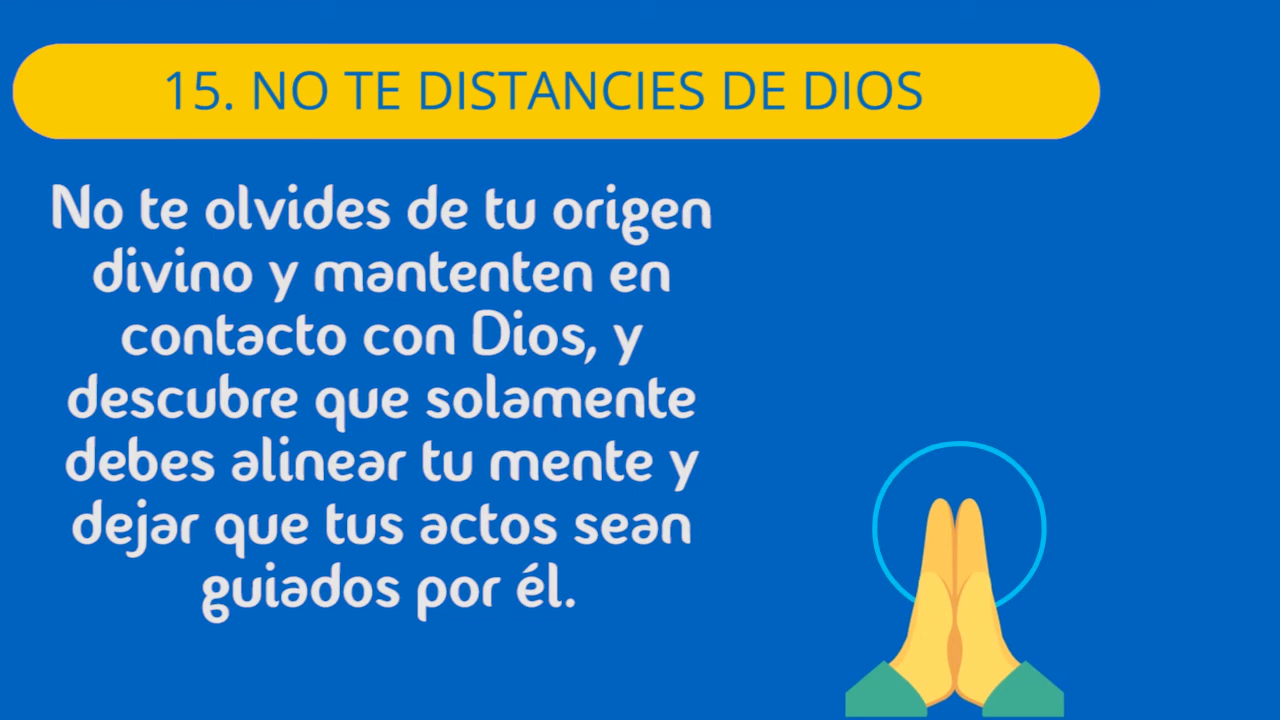 15. NO TE DISTANCIES DE DIOS
No te olvides de tu origen
divino y mantenten en
contacto con Dios, y
descubre que solamente
debes alinear tu mente y
dejar que tus actos sean
guiados por él.